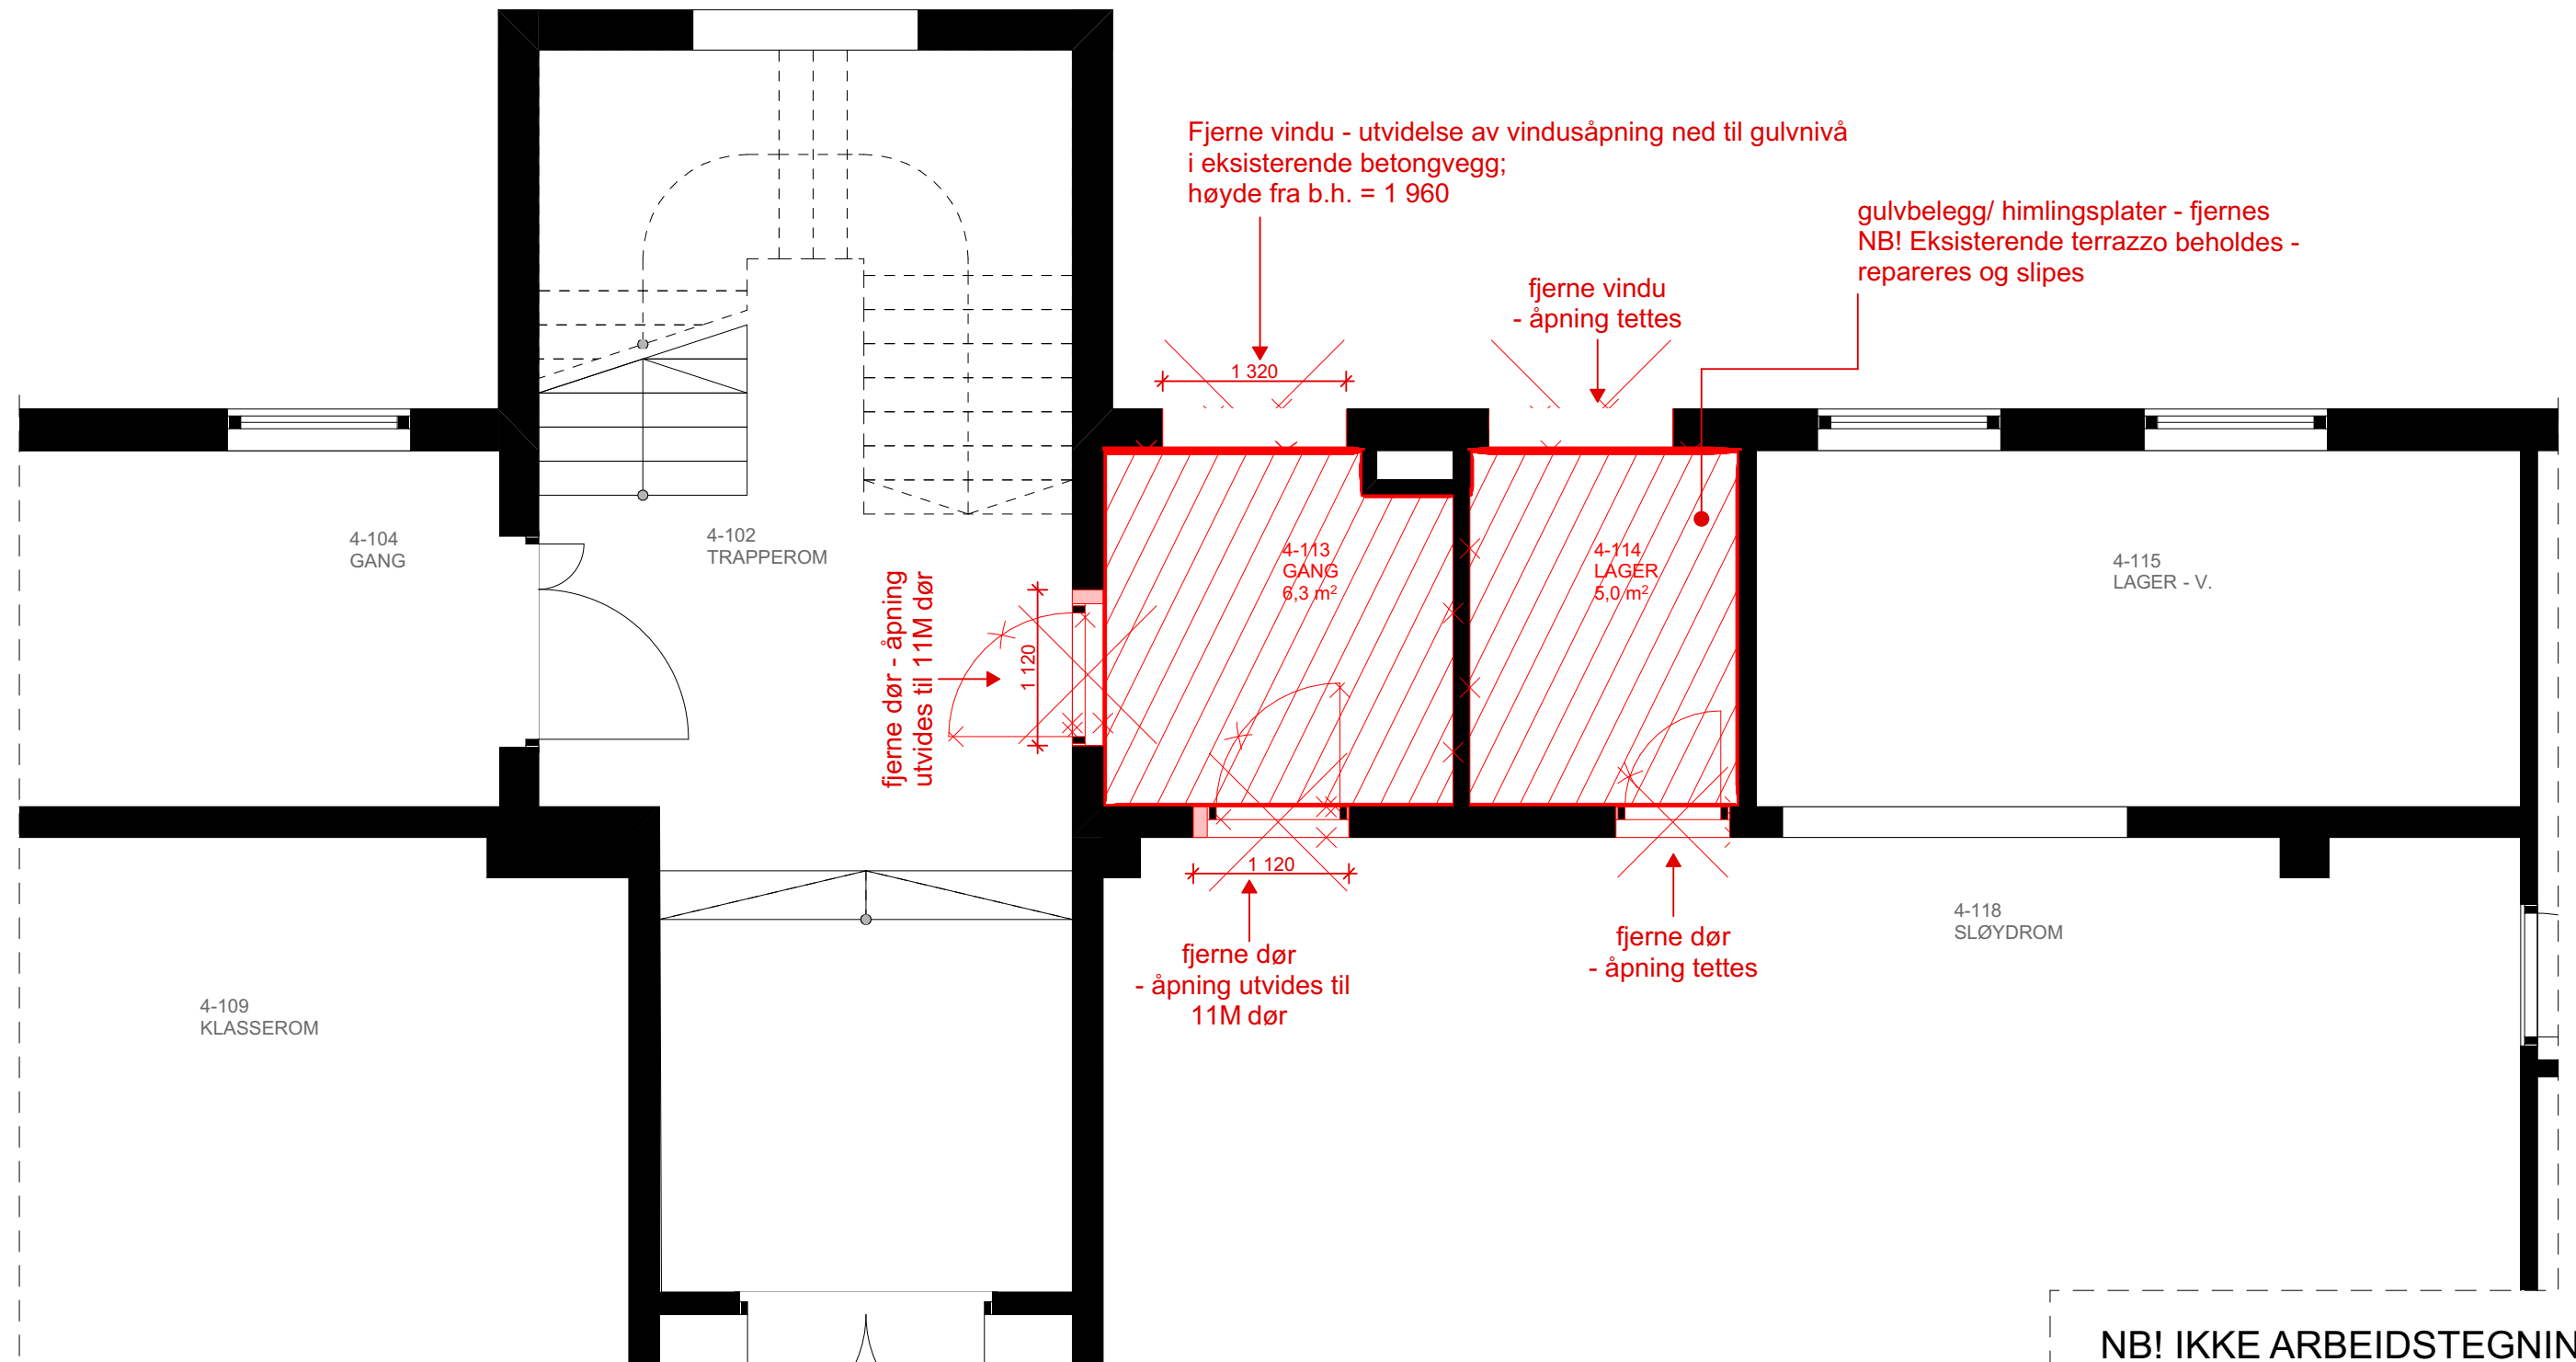 Fjerne vindu - utvidelse av vindusåpning ned til gulvnivå
i eksisterende betongvegg;
høyde fra b.h. = 1 960
gulvbelegg/ himlingsplater - fjernes
NB! Eksisterende terrazzo beholdes -
repareres og slipes
fjerne vindu
- åpning tettes
1 320
4-104
GANG
4-102
TRAPPEROM
4-113
GANG
6,3 m²
4-114
LAGER
5,0 m²
4-115
LAGER - V.
fjerne dør - åpning
utvides til 11M dør
1 120
1 120
fjerne dør
- åpning utvides til
11M dør
fjerne dør
- åpning tettes
4-118
SLØYDROM
4-109
KLASSEROM
NB! IKKE ARBEIDSTEGNIN